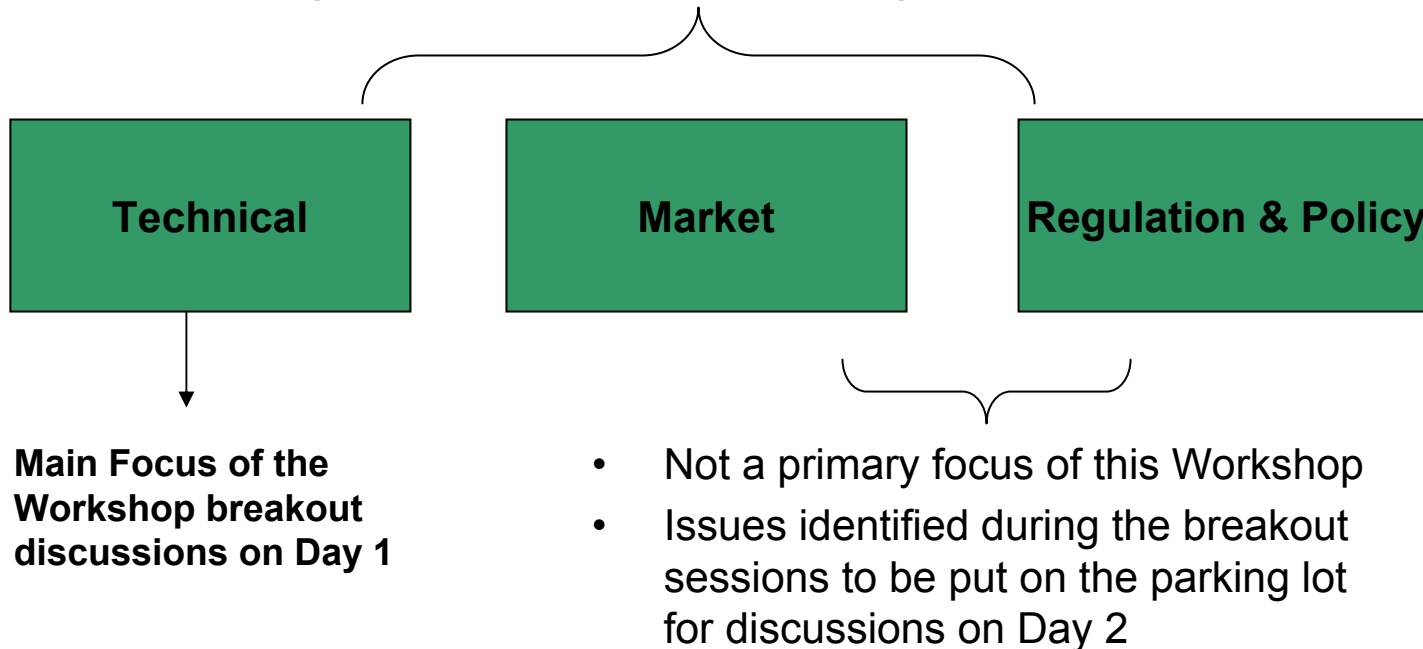 Technical
Market
Regulation & Policy
Main Focus of the
Workshop breakout
discussions on Day 1
• Not a primary focus of this Workshop
• Issues identified during the breakout
sessions to be put on the parking lot
for discussions on Day 2